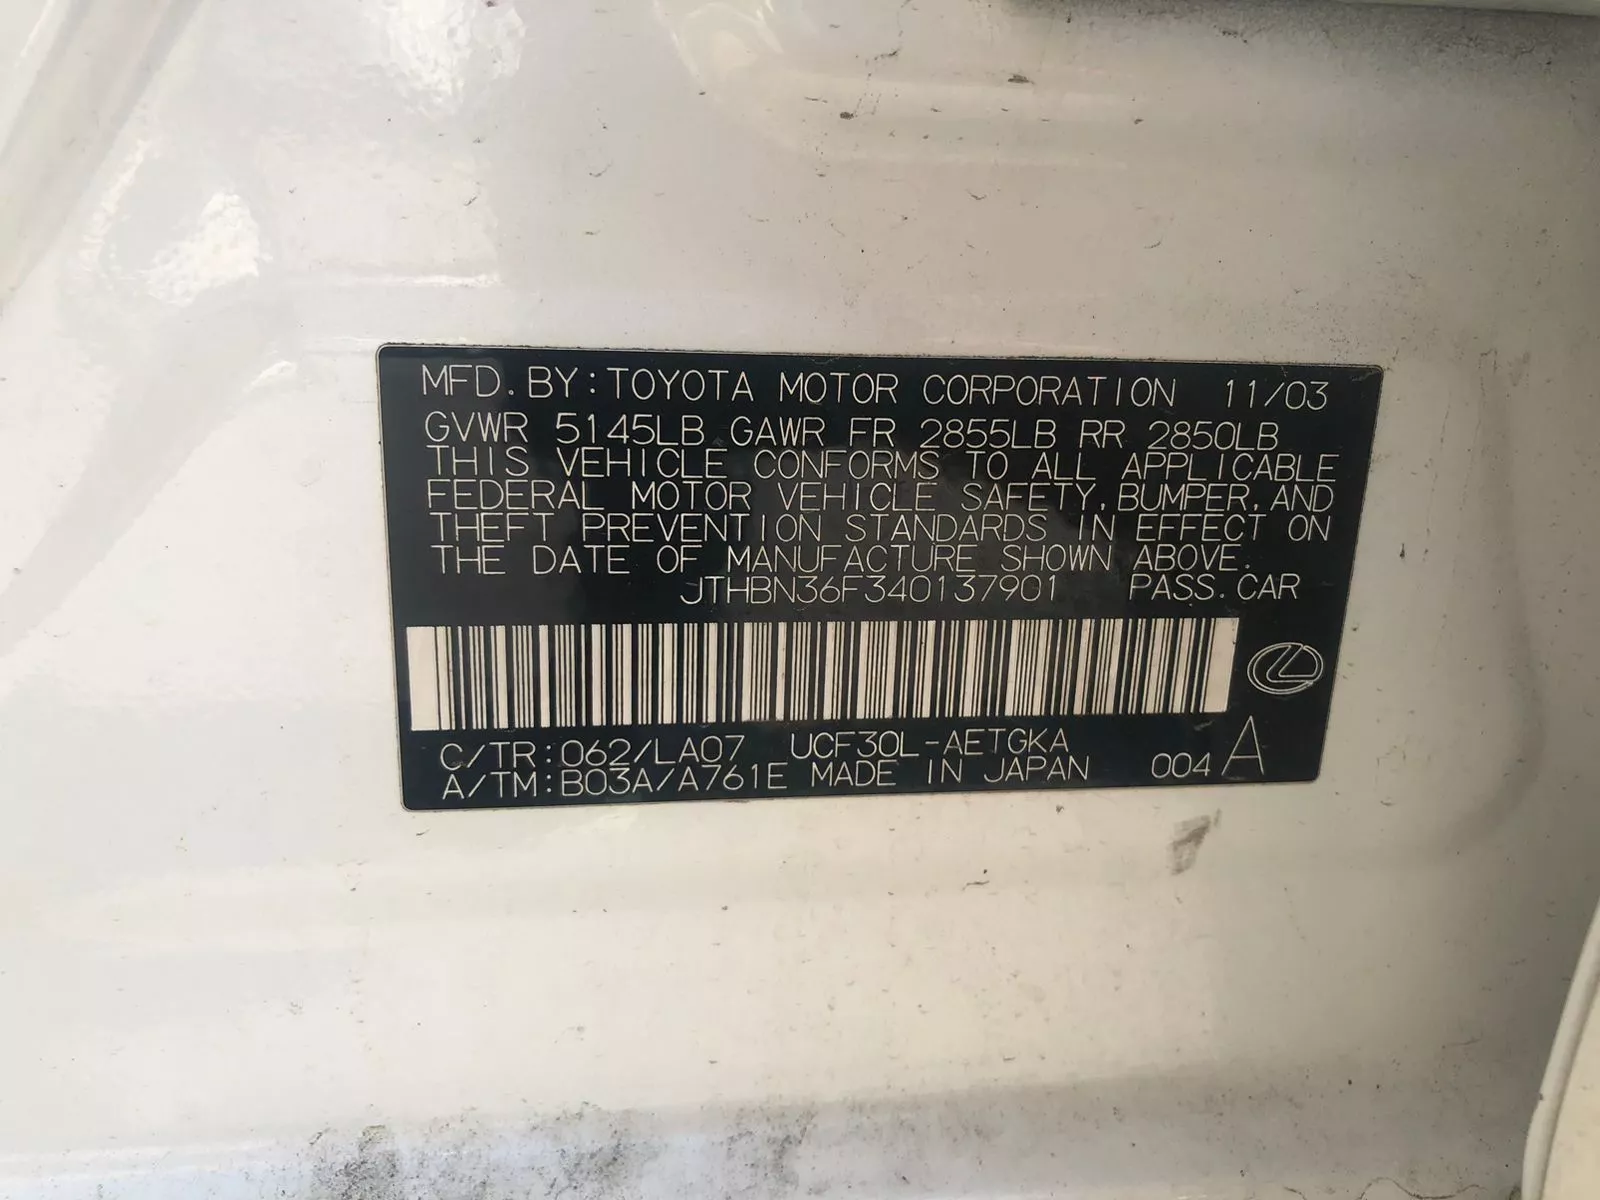 MFD. BY: TOYOTA MOTOR CORPORATION 11/03
GVWR 5145LB GAWR FR 2855LB RR 2850LB
THIS VEHICLE CONFORMS TO ALL APPLICABLE
FEDERAL MOTOR VEHICLE SAFETY, BUMPER, AND
THEFT PREVENTION STANDARDS IN EFFECT ON
THE DATE OF MANUFACTURE SHOWN ABOVE.
JTHBN36F340137901 PASS. CAR
C/TR: 062/LA07 UCF30L-AETGKA
A/TM: B03A/A761E MADE IN JAPAN 004 A